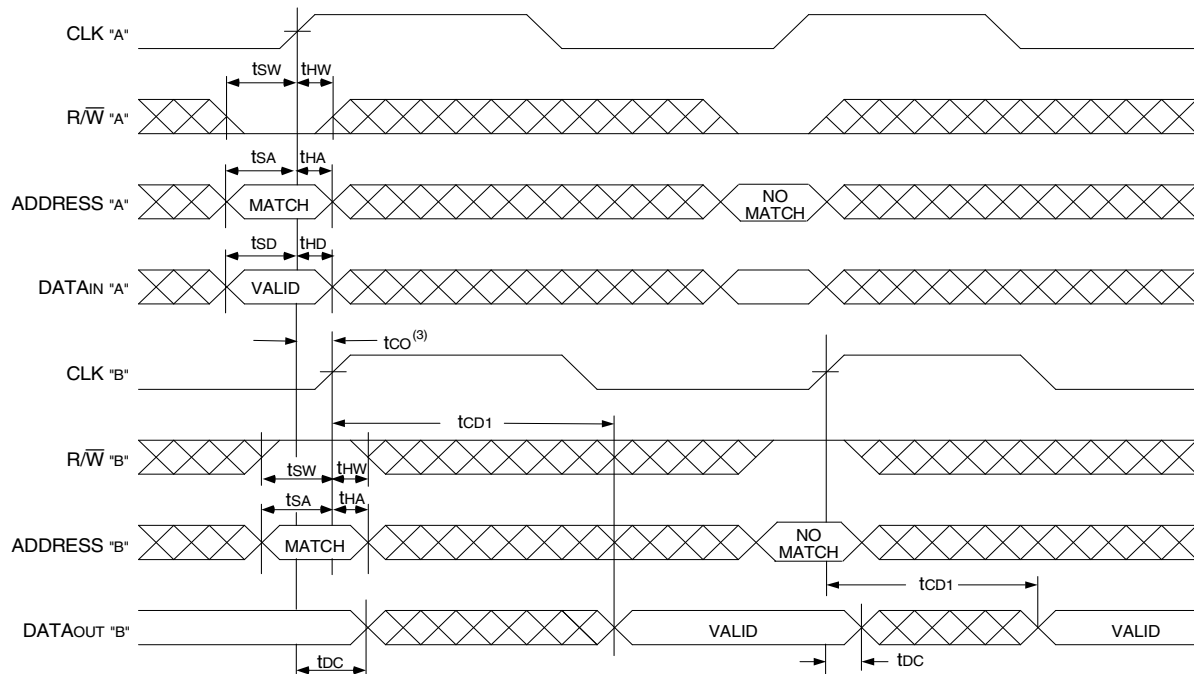 CLK "A"
tSW tHW
R/W̅ "A"
tSA tHA
ADDRESS "A" MATCH NO MATCH
tSD tHD
DATAIN "A" VALID
tCO(3)
CLK "B"
tCD1
R/W̅ "B"
tSW tHW
tSA tHA
ADDRESS "B" MATCH NO MATCH
tCD1
DATAOUT "B" VALID VALID
tDC tDC